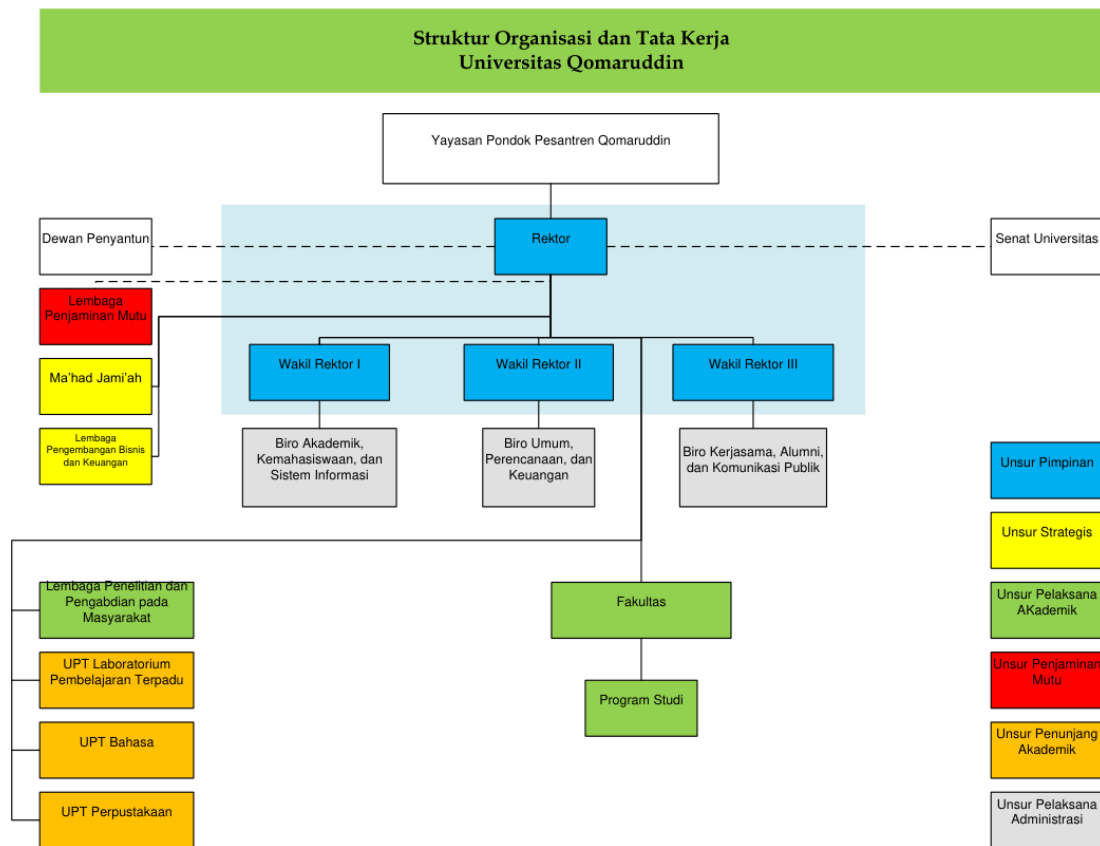 Struktur Organisasi dan Tata Kerja
Universitas Qomaruddin
Yayasan Pondok Pesantren Qomaruddin
Dewan Penyantun
Rektor
Senat Universitas
Lembaga
Penjaminan Mutu
Wakil Rektor I
Wakil Rektor II
Wakil Rektor III
Ma'had Jami'ah
Lembaga
Pengembangan Bisnis
dan Keuangan
Biro Akademik,
Kemahasiswaan, dan
Sistem Informasi
Biro Umum,
Perencanaan, dan
Keuangan
Biro Kerjasama, Alumni,
dan Komunikasi Publik
Unsur Pimpinan
Unsur Strategis
Lembaga Penelitian dan
Pengabdian pada
Masyarakat
Fakultas
Unsur Pelaksana
AKademik
UPT Laboratorium
Pembelajaran Terpadu
Program Studi
Unsur Penjaminan
Mutu
UPT Bahasa
Unsur Penunjang
Akademik
UPT Perpustakaan
Unsur Pelaksana
Administrasi